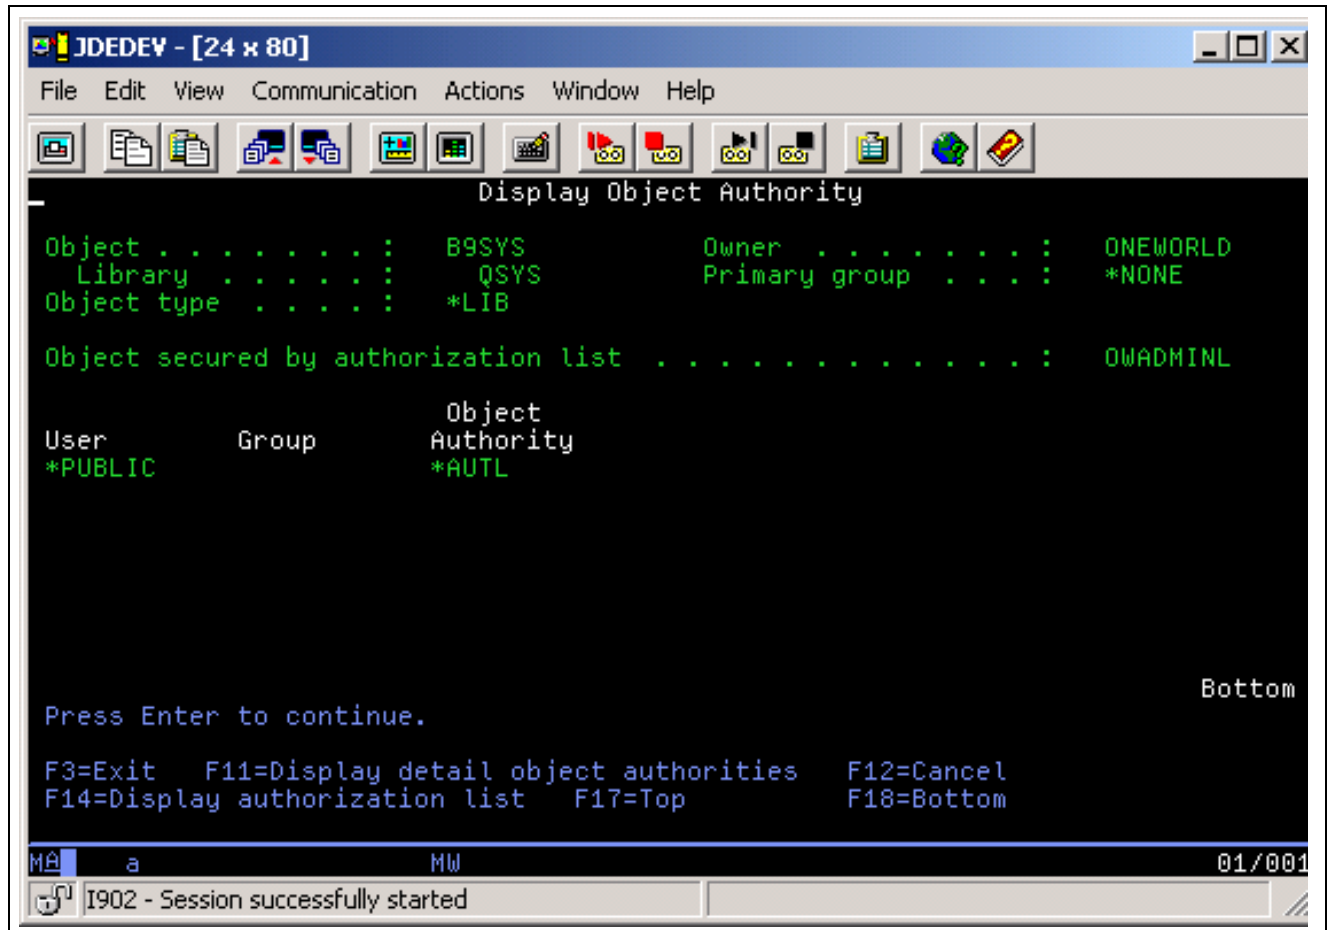 JDEDEV - [24 x 80]
File Edit View Communication Actions Window Help
Display Object Authority
Object . . . . . . . : B9SYS Owner . . . . . . . : ONEWORLD
Library . . . . . : QSYS Primary group . . . : *NONE
Object type . . . . : *LIB
Object secured by authorization list . . . . . . . . . . . . : OWADMINL
Object
User Group Authority
*PUBLIC *AUTL
Bottom
Press Enter to continue.
F3=Exit F11=Display detail object authorities F12=Cancel
F14=Display authorization list F17=Top F18=Bottom
MA a MW 01/001
I902 - Session successfully started